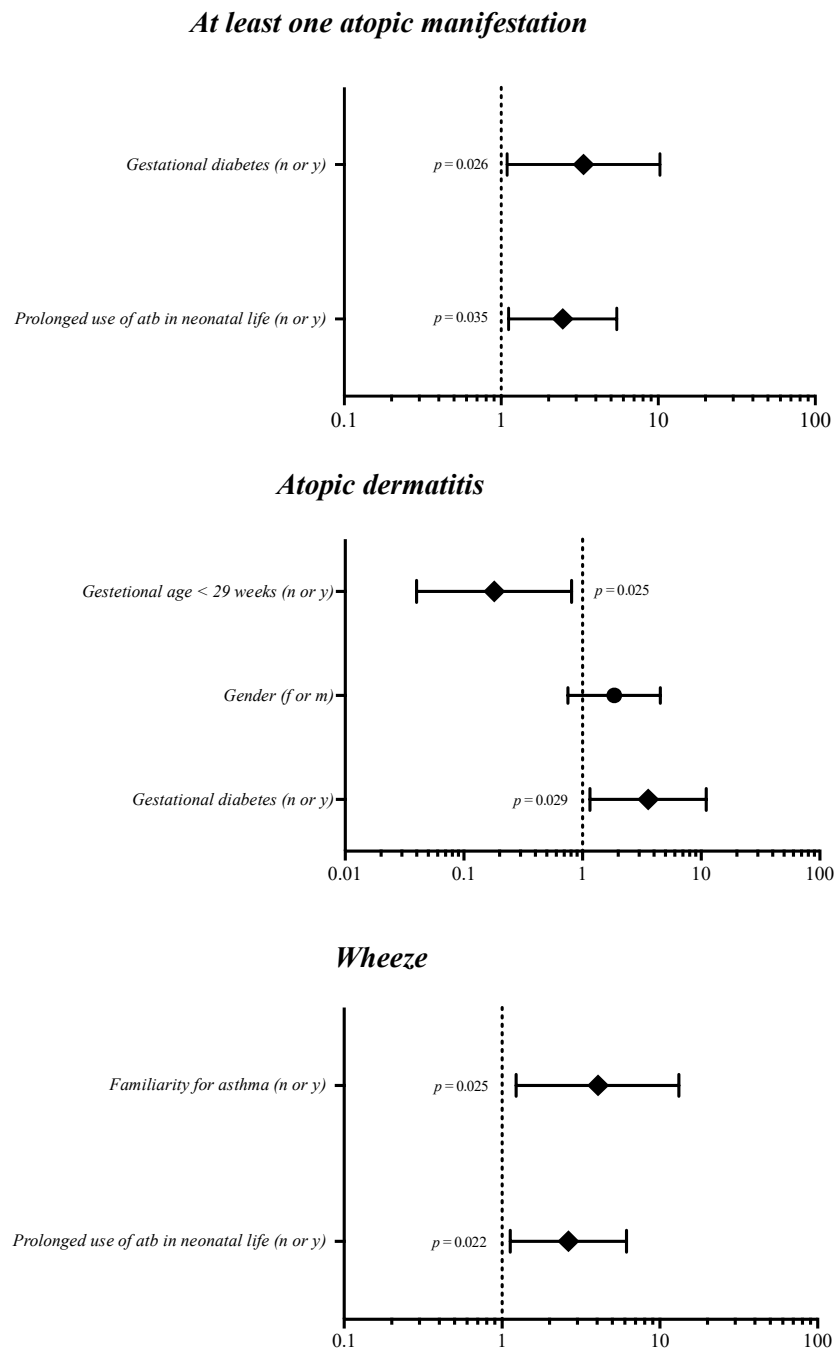 At least one atopic manifestation
Gestational diabetes (n or y)
p = 0.026
Prolonged use of atb in neonatal life (n or y)
p = 0.035
0.1 1 10 100
Atopic dermatitis
Gestetional age < 29 weeks (n or y)
p = 0.025
Gender (f or m)
Gestational diabetes (n or y)
p = 0.029
0.01 0.1 1 10 100
Wheeze
Familiarity for asthma (n or y)
p = 0.025
Prolonged use of atb in neonatal life (n or y)
p = 0.022
0.1 1 10 100